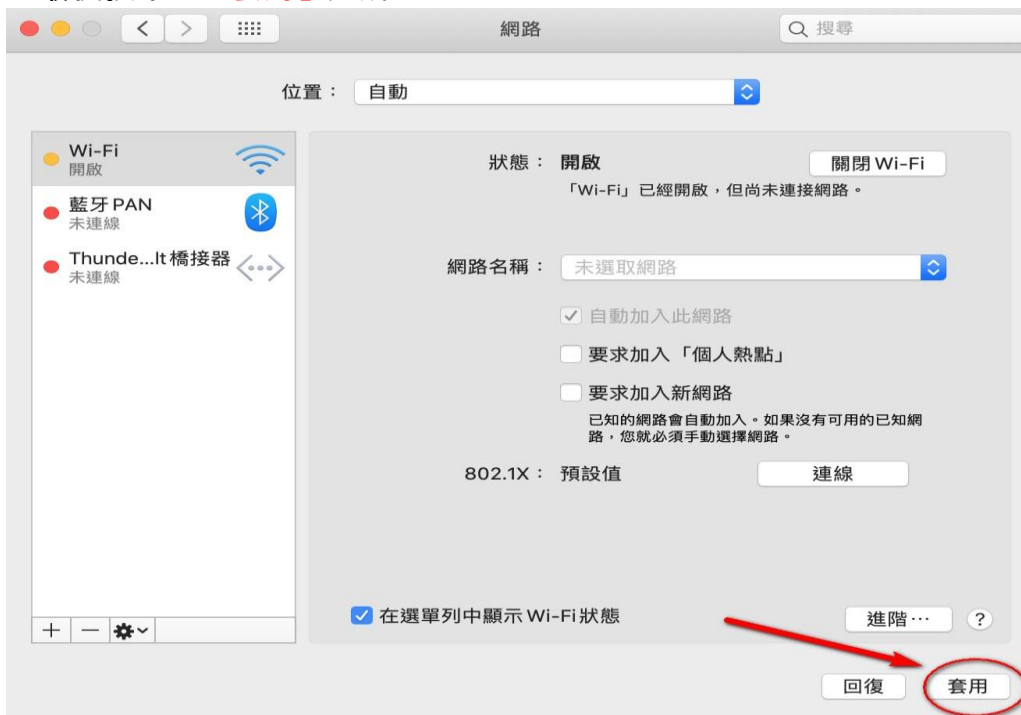 網路
搜尋
位置：
自動
Wi-Fi
開啟
藍牙 PAN
未連線
Thunde...lt 橋接器
未連線
狀態：
開啟
關閉 Wi-Fi
「Wi-Fi」已經開啟，但尚未連接網路。
網路名稱：
未選取網路
自動加入此網路
要求加入「個人熱點」
要求加入新網路
已知的網路會自動加入。如果沒有可用的已知網
路，您就必須手動選擇網路。
802.1X：
預設值
連線
在選單列中顯示 Wi-Fi 狀態
進階⋯
?
回復
套用